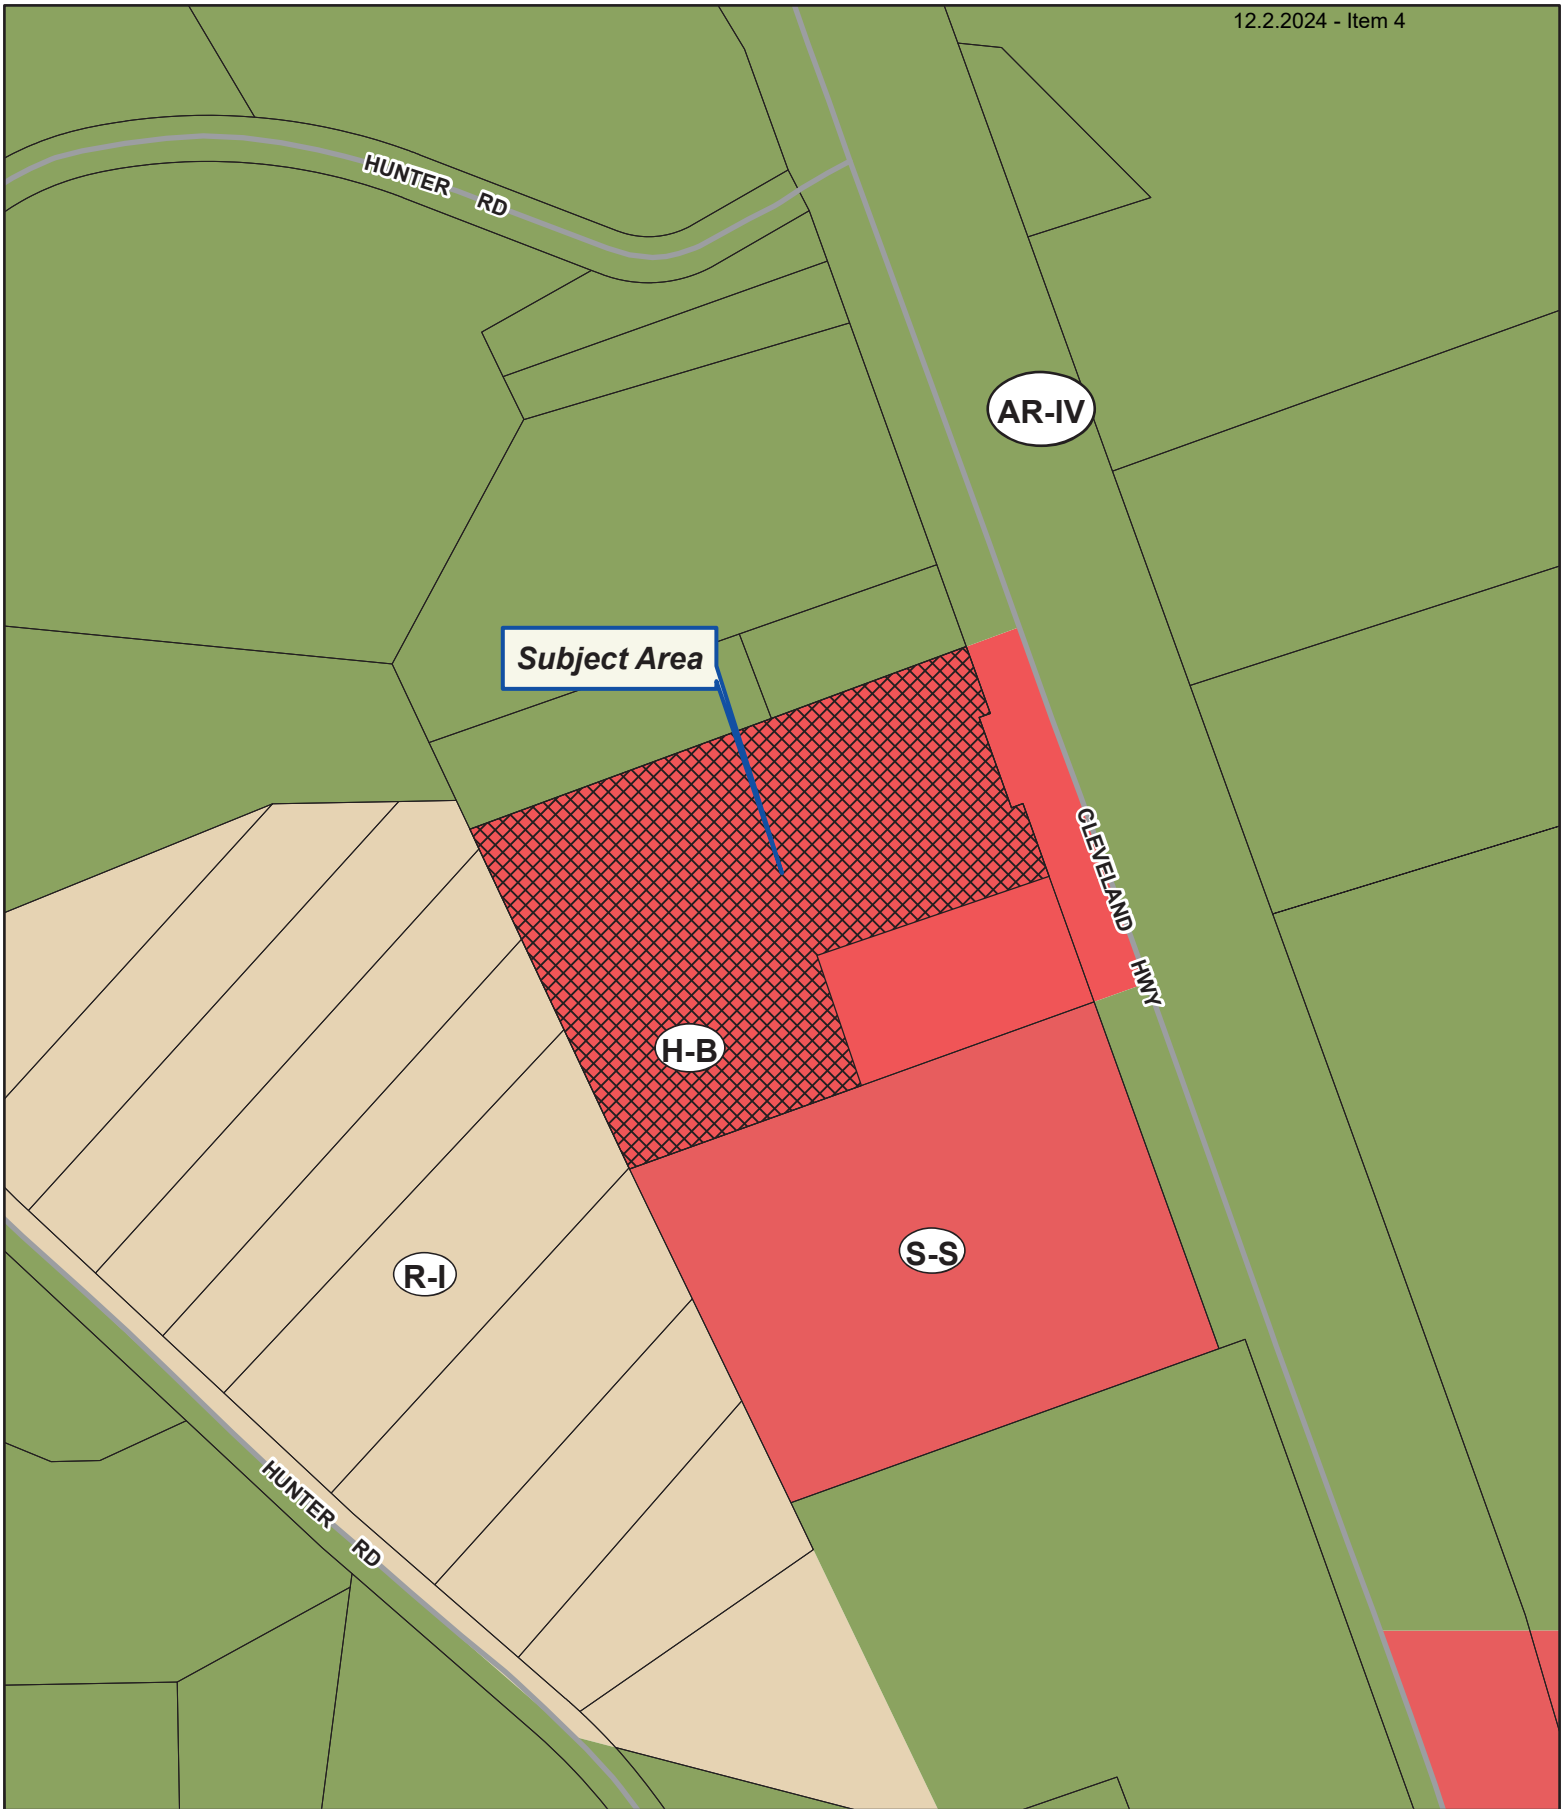 12.2.2024 - Item 4
HUNTER RD
AR-IV
Subject Area
CLEVELAND HWY
H-B
S-S
R-I
HUNTER RD